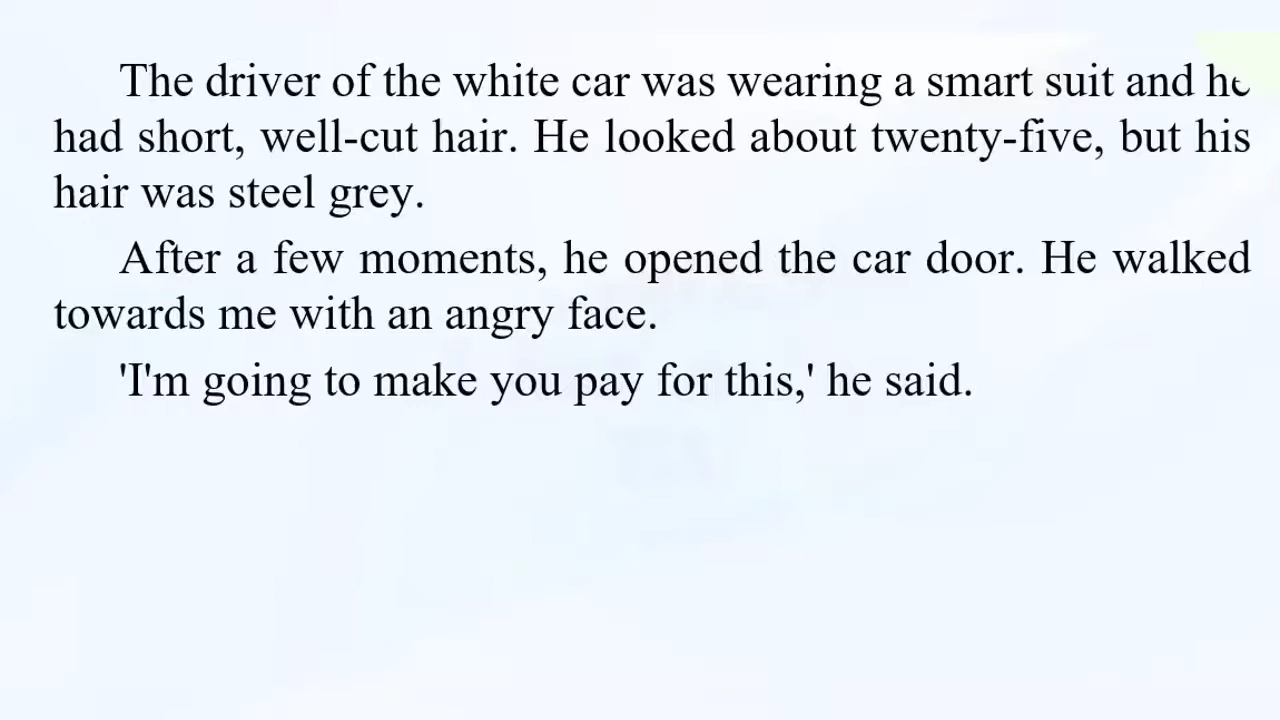 The driver of the white car was wearing a smart suit and he
had short, well-cut hair. He looked about twenty-five, but his
hair was steel grey.
After a few moments, he opened the car door. He walked
towards me with an angry face.
'I'm going to make you pay for this,' he said.